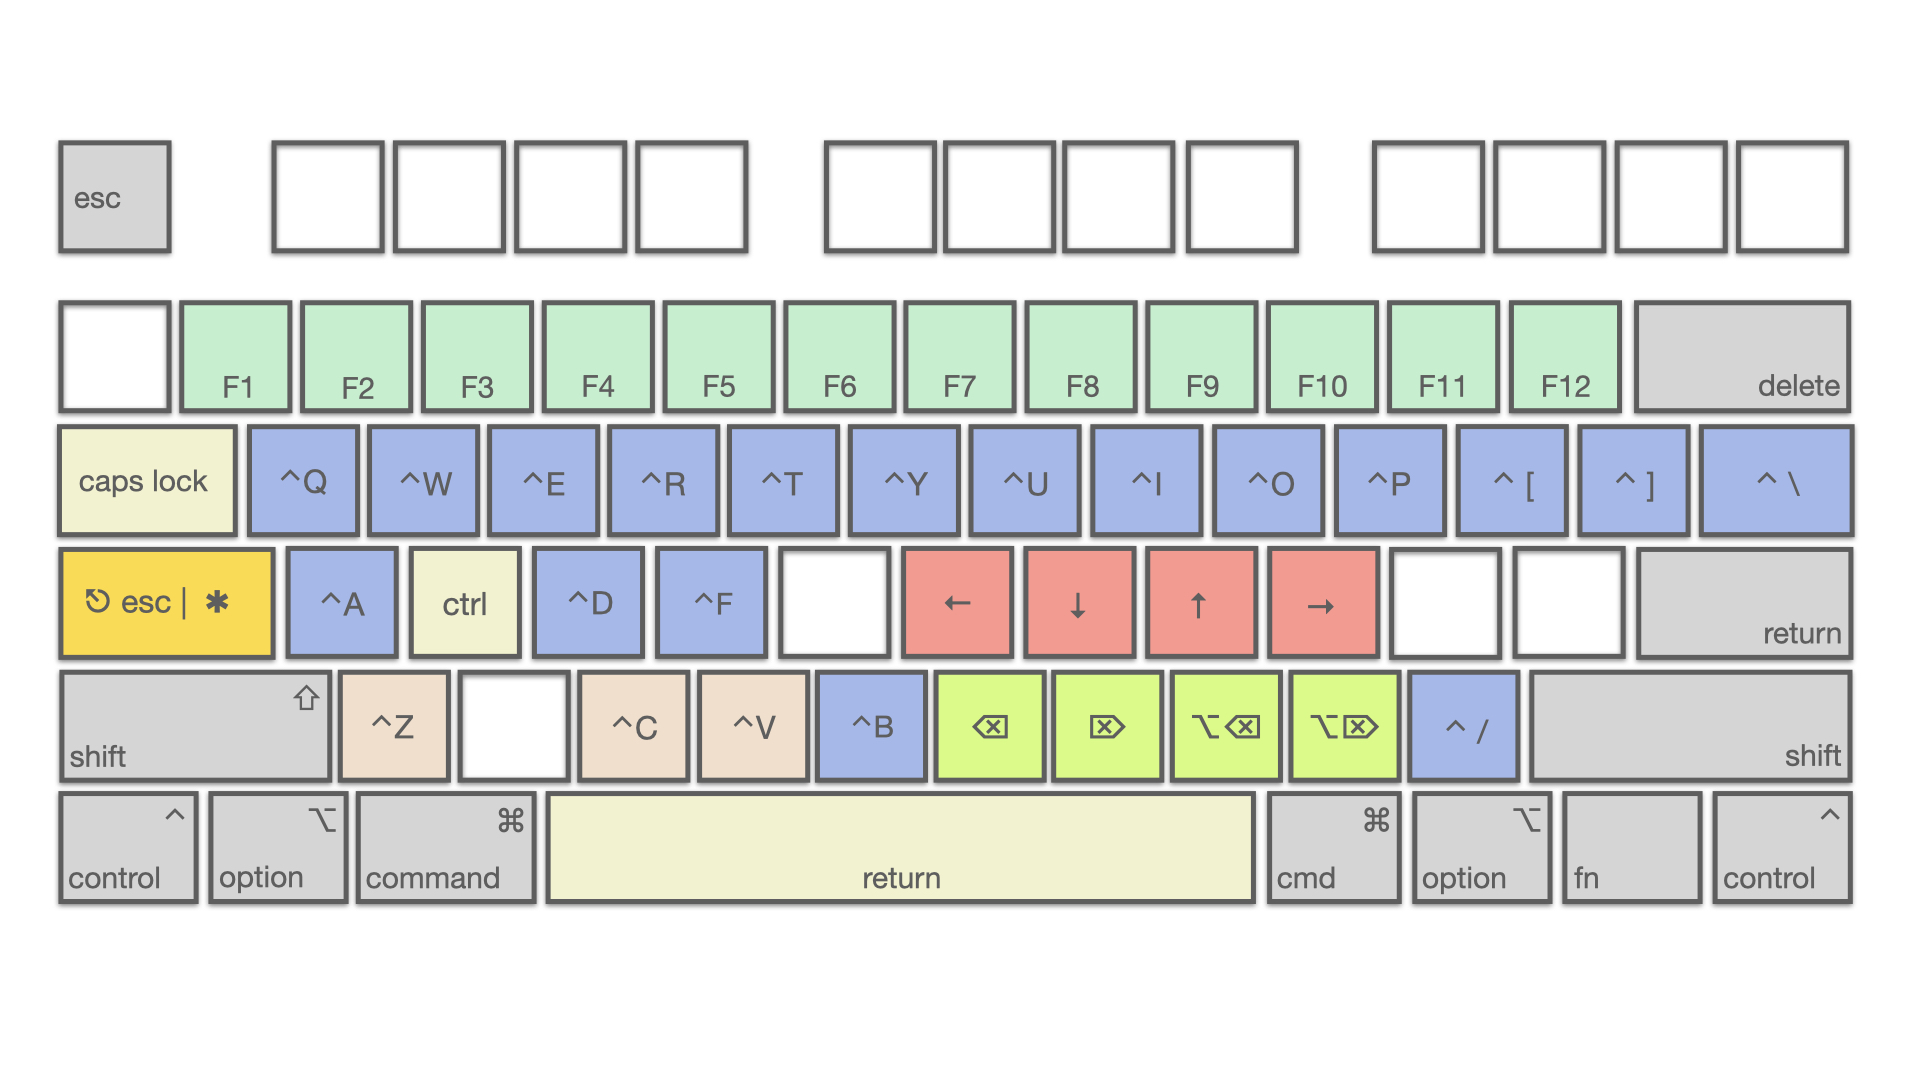 esc
F1 F2 F3 F4 F5 F6 F7 F8 F9 F10 F11 F12 delete
caps lock ^Q ^W ^E ^R ^T ^Y ^U ^I ^O ^P ^ [ ^ ] ^ \
⎋ esc | ✱ ^A ctrl ^D ^F ← ↓ ↑ → return
shift ⇧ ^Z ^C ^V ^B ⌫ ⌦ ⌥⌫ ⌥⌦ ^ / shift
control ^ option ⌥ command ⌘ return cmd ⌘ option ⌥ fn control ^